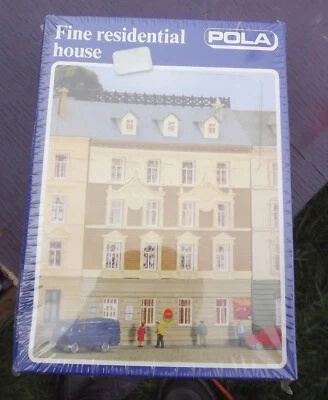 Fine residential
house
POLA